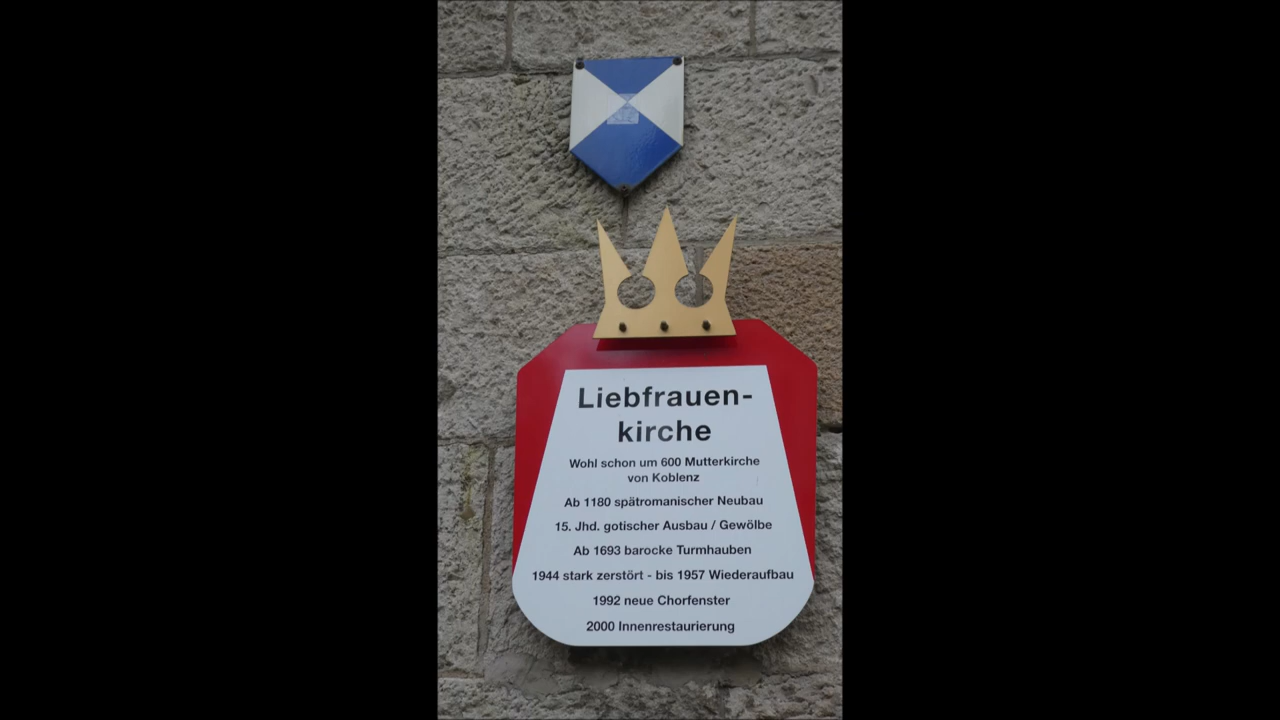 Liebfrauen-
kirche
Wohl schon um 600 Mutterkirche
von Koblenz
Ab 1180 spätromanischer Neubau
15. Jhd. gotischer Ausbau / Gewölbe
Ab 1693 barocke Turmhauben
1944 stark zerstört - bis 1957 Wiederaufbau
1992 neue Chorfenster
2000 Innenrestaurierung